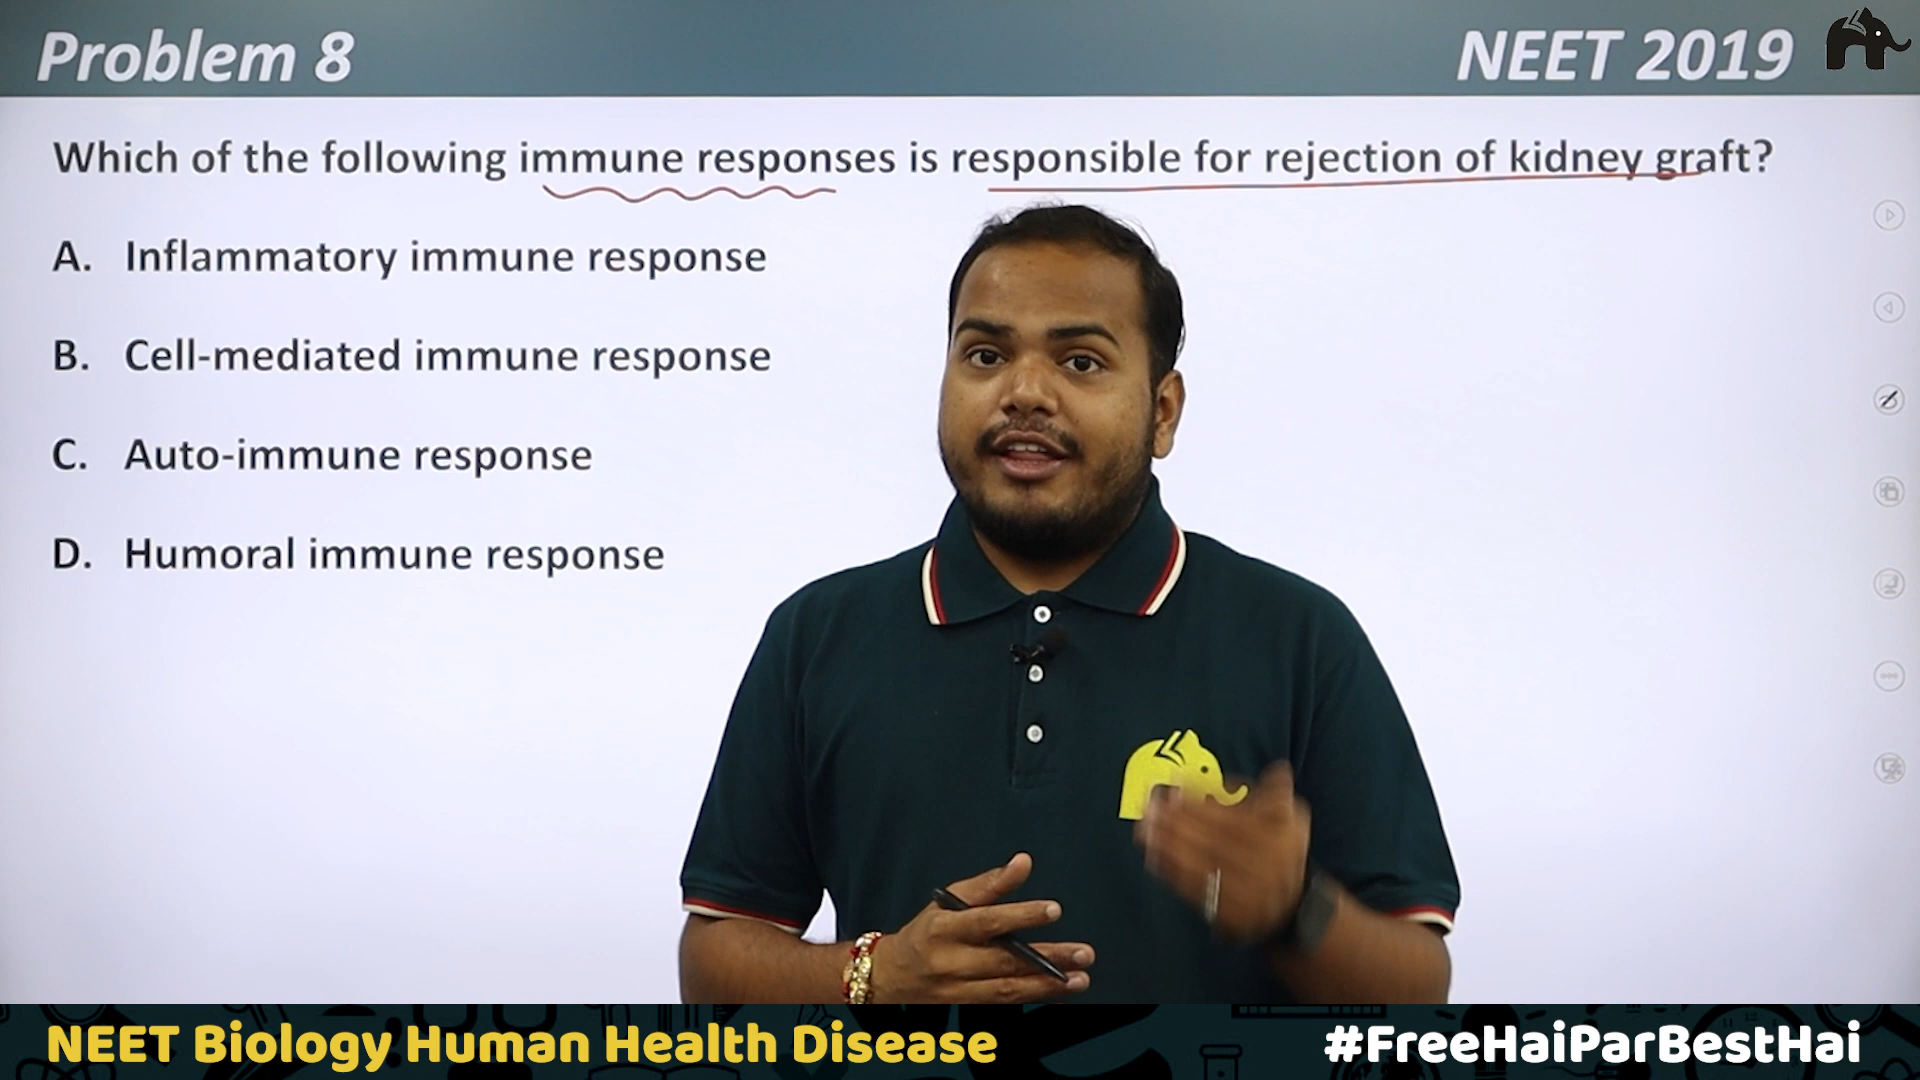 Problem 8
NEET 2019
Which of the following immune responses is responsible for rejection of kidney graft?
A. Inflammatory immune response
B. Cell-mediated immune response
C. Auto-immune response
D. Humoral immune response
NEET Biology Human Health Disease
#FreeHaiParBestHai